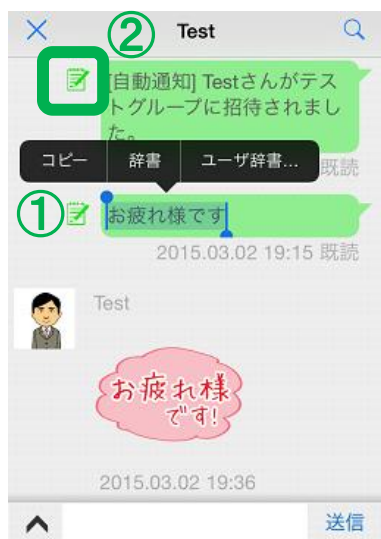 ②
Test
[自動通知] Testさんがテス
トグループに招待されまし
た。
コピー 辞書 ユーザ辞書...
既読
①
お疲れ様です
2015.03.02 19:15 既読
Test
お疲れ様
です!
2015.03.02 19:36
送信